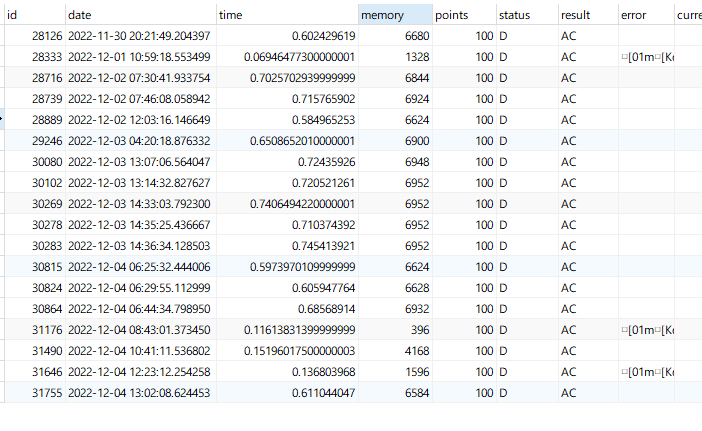 id date time memory points status result error curre
28126 2022-11-30 20:21:49.204397 0.602429619 6680 100 D AC
28333 2022-12-01 10:59:18.553499 0.06946477300000001 1328 100 D AC □[01m□[Ко
28716 2022-12-02 07:30:41.933754 0.7025702939999999 6844 100 D AC
28739 2022-12-02 07:46:08.058942 0.715765902 6924 100 D AC
28889 2022-12-02 12:03:16.146649 0.584965253 6624 100 D AC
29246 2022-12-03 04:20:18.876332 0.6508652010000001 6900 100 D AC
30080 2022-12-03 13:07:06.564047 0.72435926 6948 100 D AC
30102 2022-12-03 13:14:32.827627 0.720521261 6952 100 D AC
30269 2022-12-03 14:33:03.792300 0.7406494220000001 6952 100 D AC
30278 2022-12-03 14:35:25.436667 0.710374392 6952 100 D AC
30283 2022-12-03 14:36:34.128503 0.745413921 6952 100 D AC
30815 2022-12-04 06:25:32.444006 0.5973970109999999 6624 100 D AC
30824 2022-12-04 06:29:55.112999 0.605947764 6628 100 D AC
30864 2022-12-04 06:44:34.798950 0.68568914 6932 100 D AC
31176 2022-12-04 08:43:01.373450 0.11613831399999999 396 100 D AC □[01m□[Ко
31490 2022-12-04 10:41:11.536802 0.15196017500000003 4168 100 D AC
31646 2022-12-04 12:23:12.254258 0.136803968 1596 100 D AC □[01m□[Ко
31755 2022-12-04 13:02:08.624453 0.611044047 6584 100 D AC